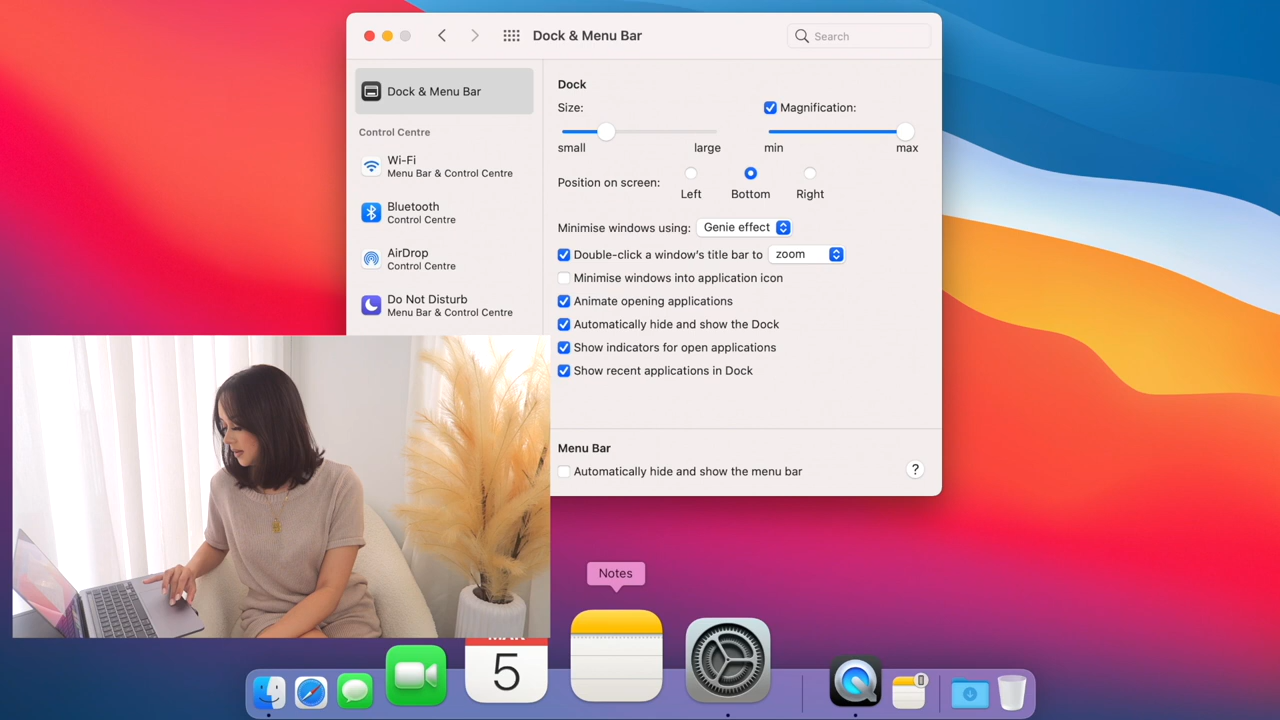 Dock & Menu Bar
Search
Dock & Menu Bar
Control Centre
Wi-Fi
Menu Bar & Control Centre
Bluetooth
Control Centre
AirDrop
Control Centre
Do Not Disturb
Menu Bar & Control Centre
Dock
Size:
Magnification:
small large
min max
Position on screen:
Left Bottom Right
Minimise windows using: Genie effect
Double-click a window's title bar to zoom
Minimise windows into application icon
Animate opening applications
Automatically hide and show the Dock
Show indicators for open applications
Show recent applications in Dock
Menu Bar
Automatically hide and show the menu bar
?
Notes
MAR
5